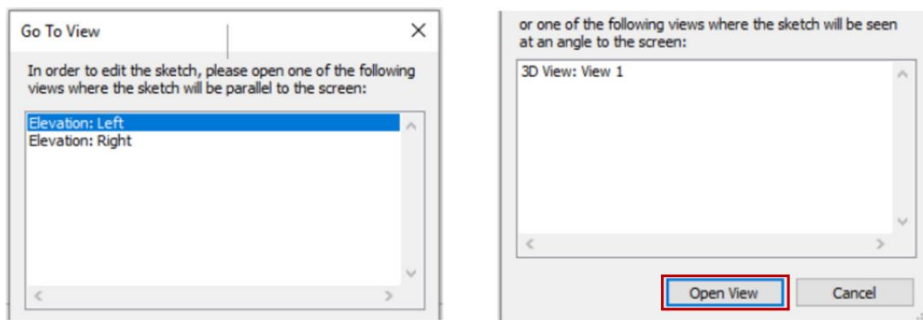 Go To View
In order to edit the sketch, please open one of the following
views where the sketch will be parallel to the screen:
Elevation: Left
Elevation: Right
or one of the following views where the sketch will be seen
at an angle to the screen:
3D View: View 1
Open View
Cancel